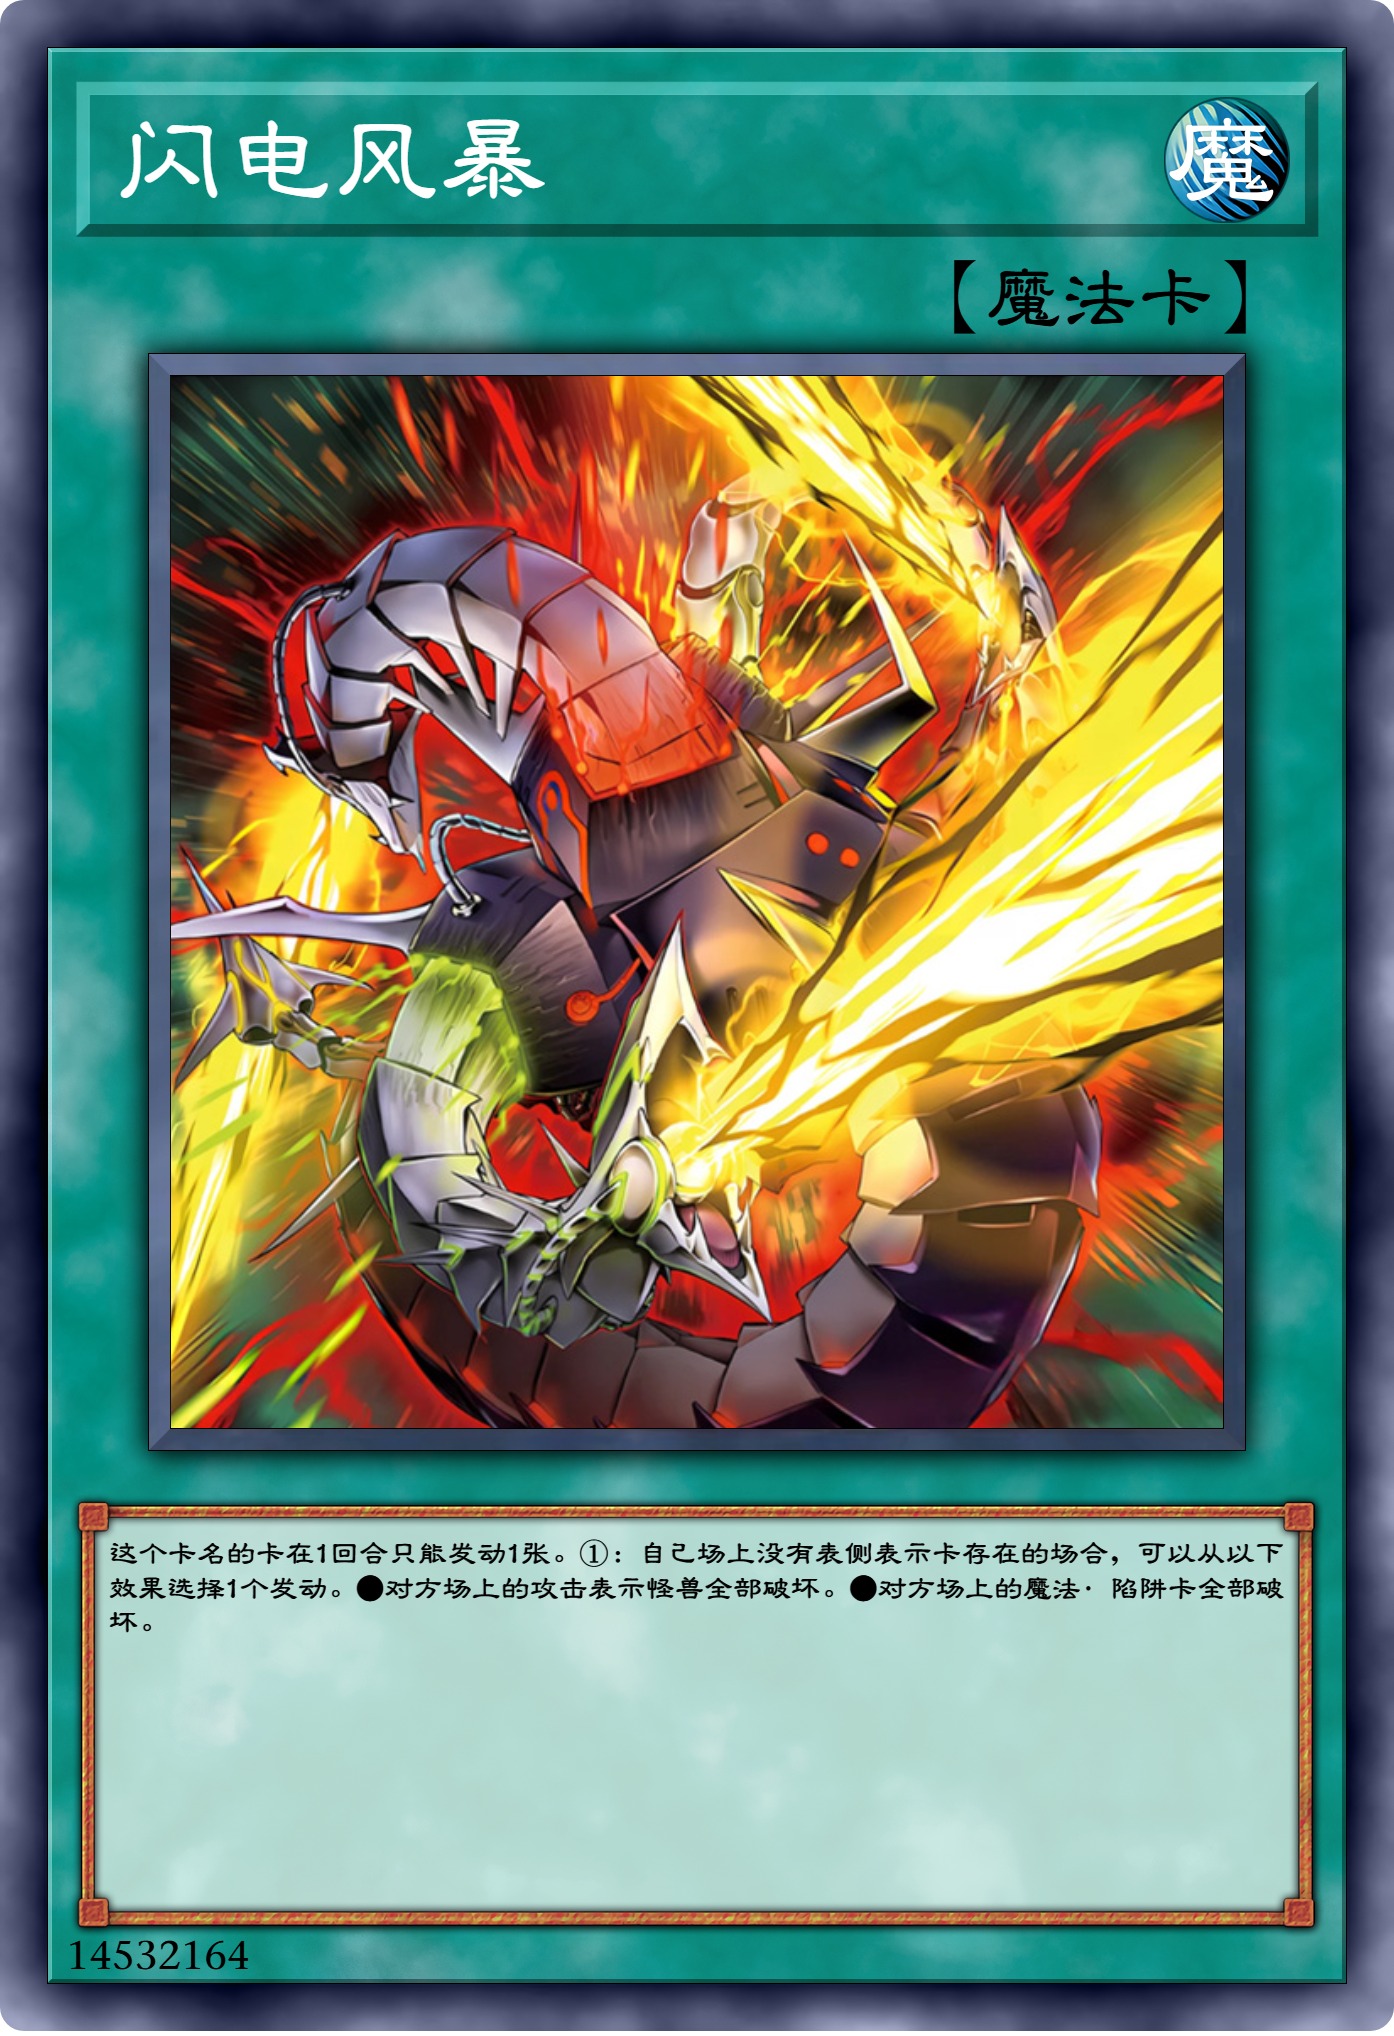 闪电风暴
魔
【魔法卡】
这个卡名的卡在1回合只能发动1张。①：自己场上没有表侧表示卡存在的场合，可以从以下
效果选择1个发动。●对方场上的攻击表示怪兽全部破坏。●对方场上的魔法·陷阱卡全部破
坏。
14532164